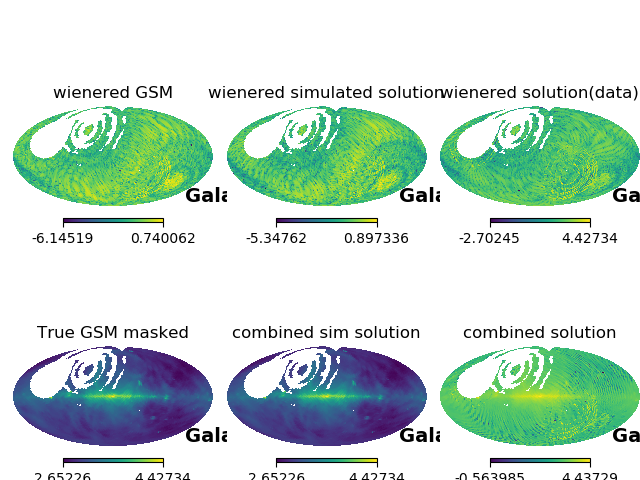 wienered GSM
wienered simulated solution
wienered solution(data)
Gala
Gala
Ga
-6.14519 0.740062
-5.34762 0.897336
-2.70245 4.42734
True GSM masked
combined sim solution
combined solution
Gala
Gala
Ga
2.65226 4.42734
2.65226 4.42734
-0.563985 4.43729